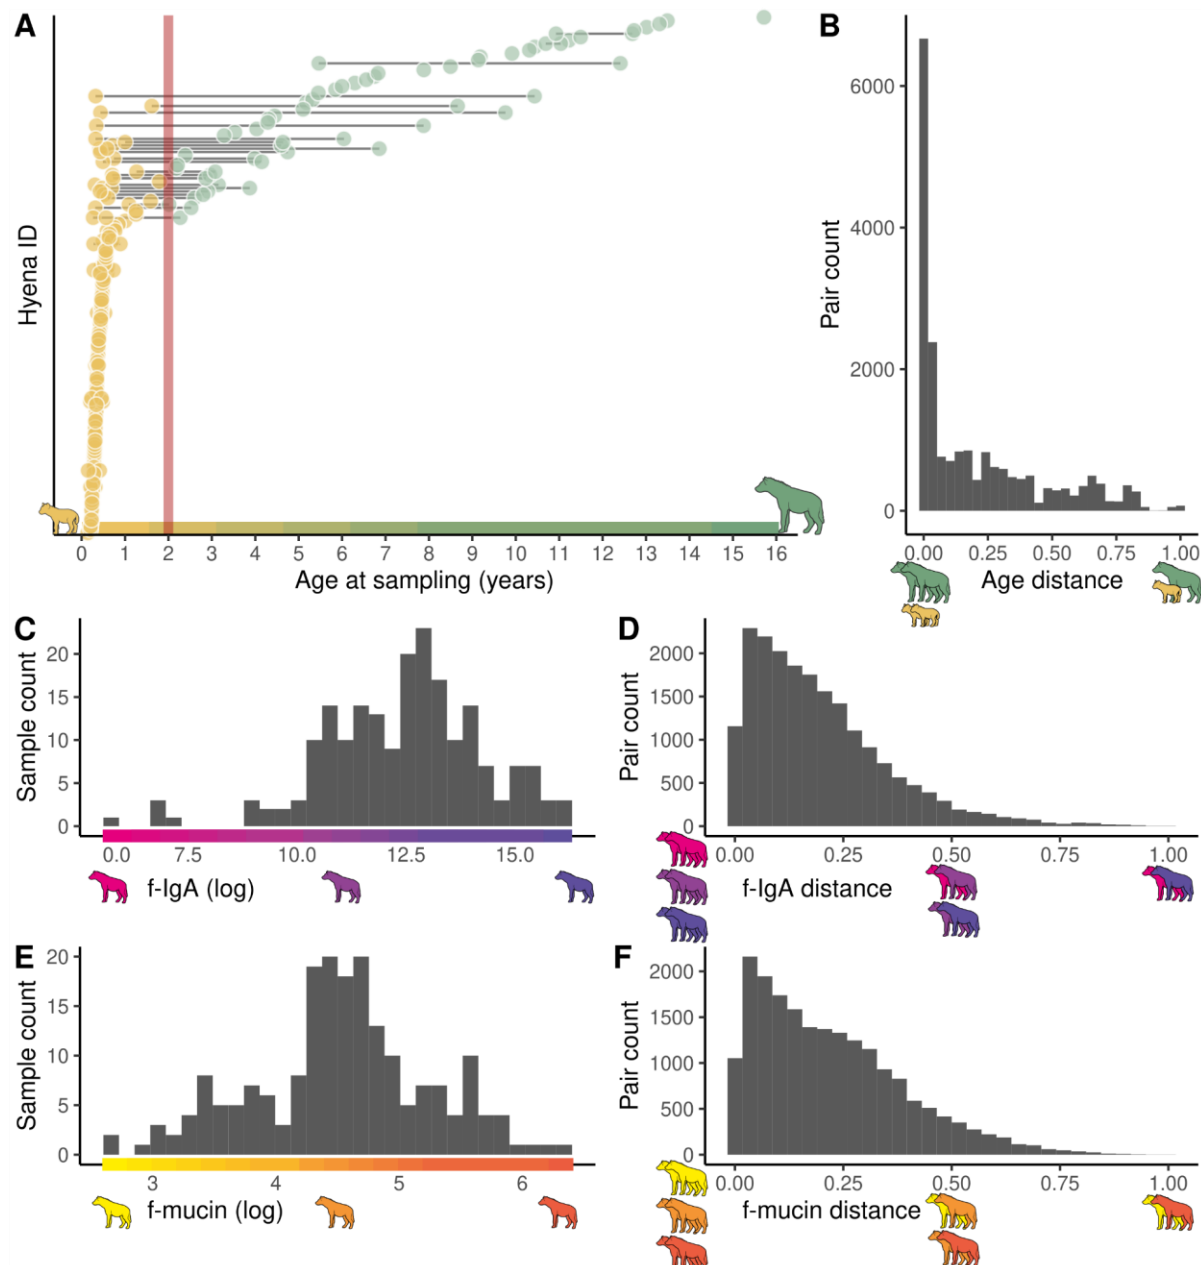 A
Hyena ID
0 1 2 3 4 5 6 7 8 9 10 11 12 13 14 15 16
Age at sampling (years)
B
Pair count
6000
4000
2000
0
0.00 0.25 0.50 0.75 1.00
Age distance
C
Sample count
20
15
10
5
0
0.0 7.5 10.0 12.5 15.0
f-IgA (log)
D
Pair count
2000
1500
1000
500
0
0.00 0.25 0.50 0.75 1.00
f-IgA distance
E
Sample count
20
15
10
5
0
3 4 5 6
f-mucin (log)
F
Pair count
2000
1500
1000
500
0
0.00 0.25 0.50 0.75 1.00
f-mucin distance